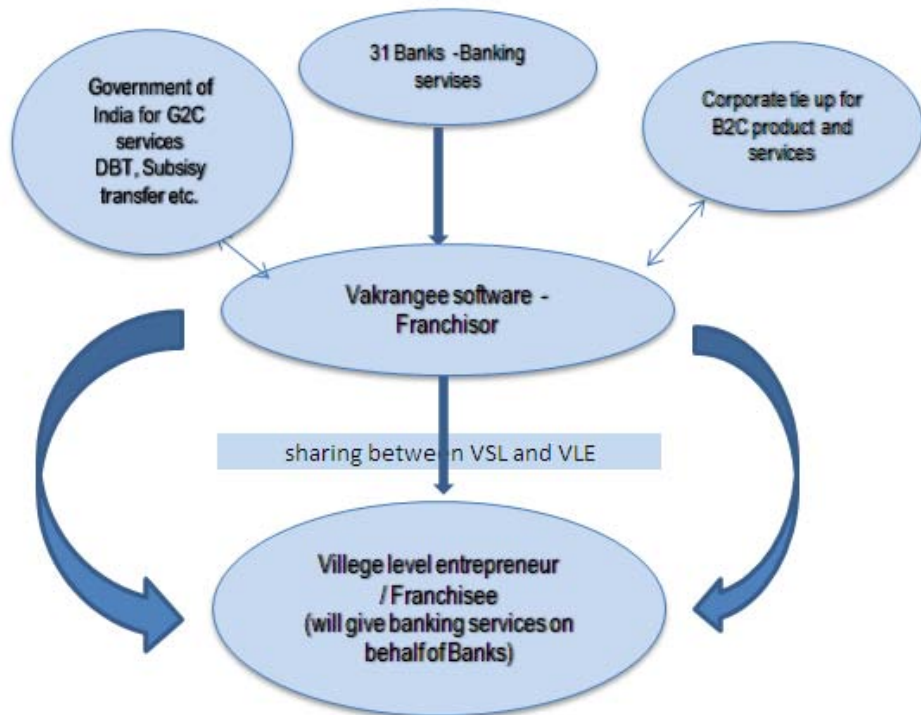 Government of
India for G2C
services
DBT, Subsisy
transfer etc.
31 Banks -Banking
servises
Corporate tie up for
B2C product and
services
Vakrangee software -
Franchisor
sharing between VSL and VLE
Villege level entrepreneur
/ Franchisee
(will give banking services on
behalf of Banks)